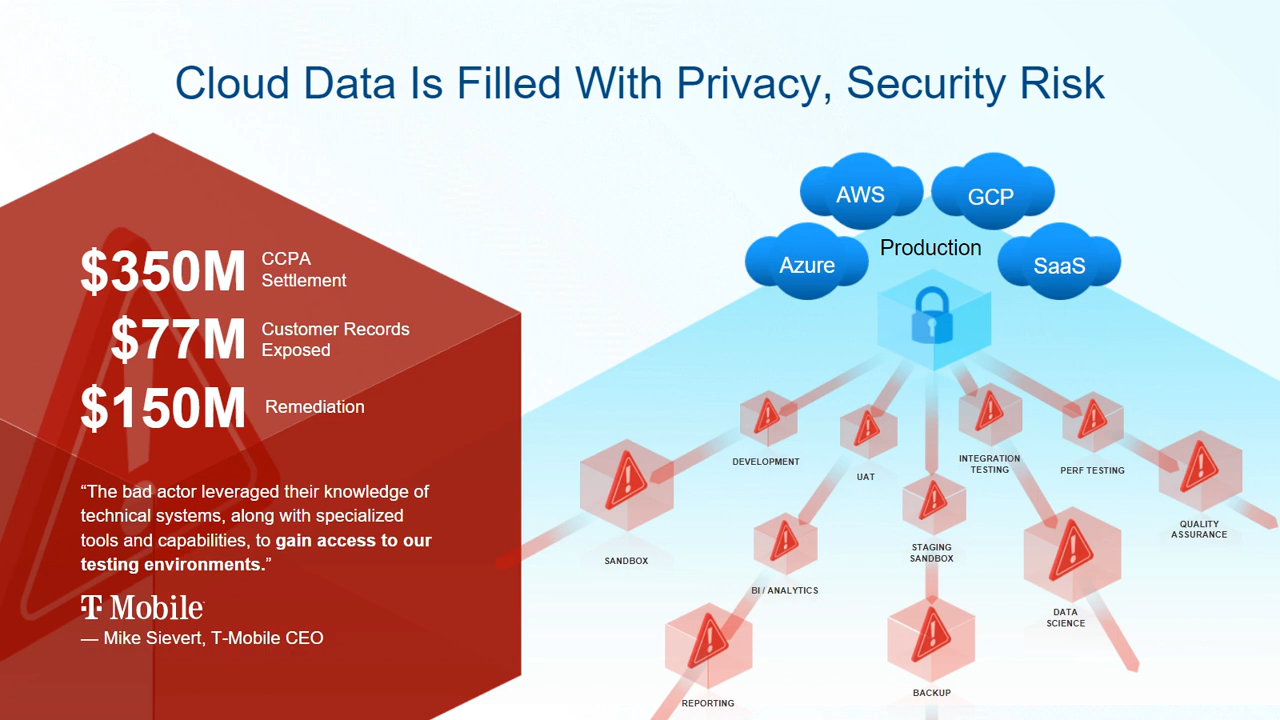 Cloud Data Is Filled With Privacy, Security Risk
$350M
CCPA
Settlement
$77M
Customer Records
Exposed
$150M
Remediation
“The bad actor leveraged their knowledge of
technical systems, along with specialized
tools and capabilities, to gain access to our
testing environments.”
T Mobile
— Mike Sievert, T-Mobile CEO
AWS
GCP
Azure
Production
SaaS
DEVELOPMENT
UAT
INTEGRATION
TESTING
PERF TESTING
SANDBOX
BI / ANALYTICS
STAGING
SANDBOX
DATA
SCIENCE
QUALITY
ASSURANCE
REPORTING
BACKUP